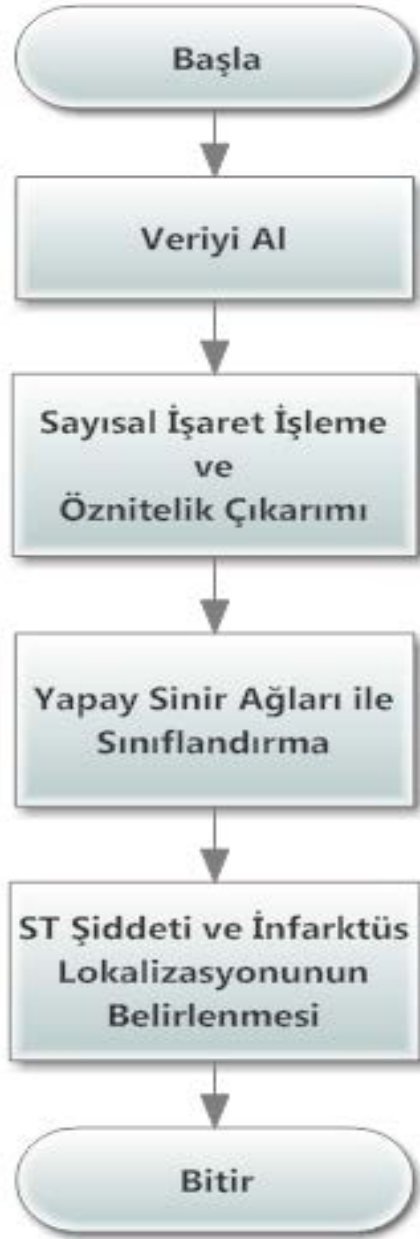 Başla
Veriyi Al
Sayısal İşaret İşleme
ve
Öznitelik Çıkarımı
Yapay Sinir Ağları ile
Sınıflandırma
ST Şiddeti ve İnfarktüs
Lokalizasyonunun
Belirlenmesi
Bitir